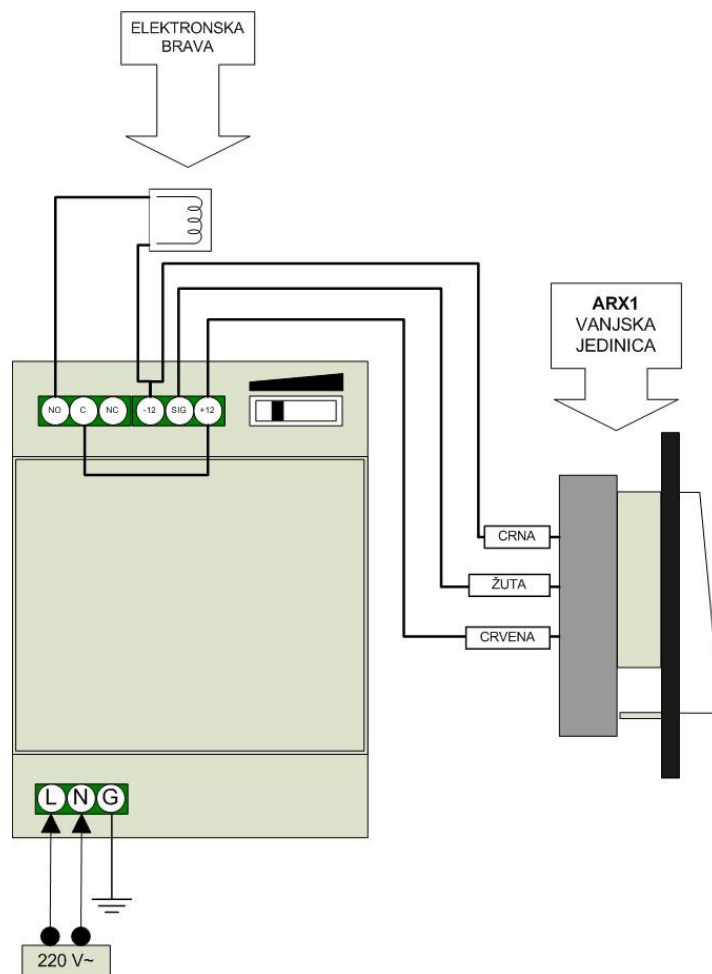 ELEKTRONSKA
BRAVA
ARX1
VANJSKA
JEDINICA
NO C NC -12 SIG +12
CRNA
ŽUTA
CRVENA
L N G
220 V~